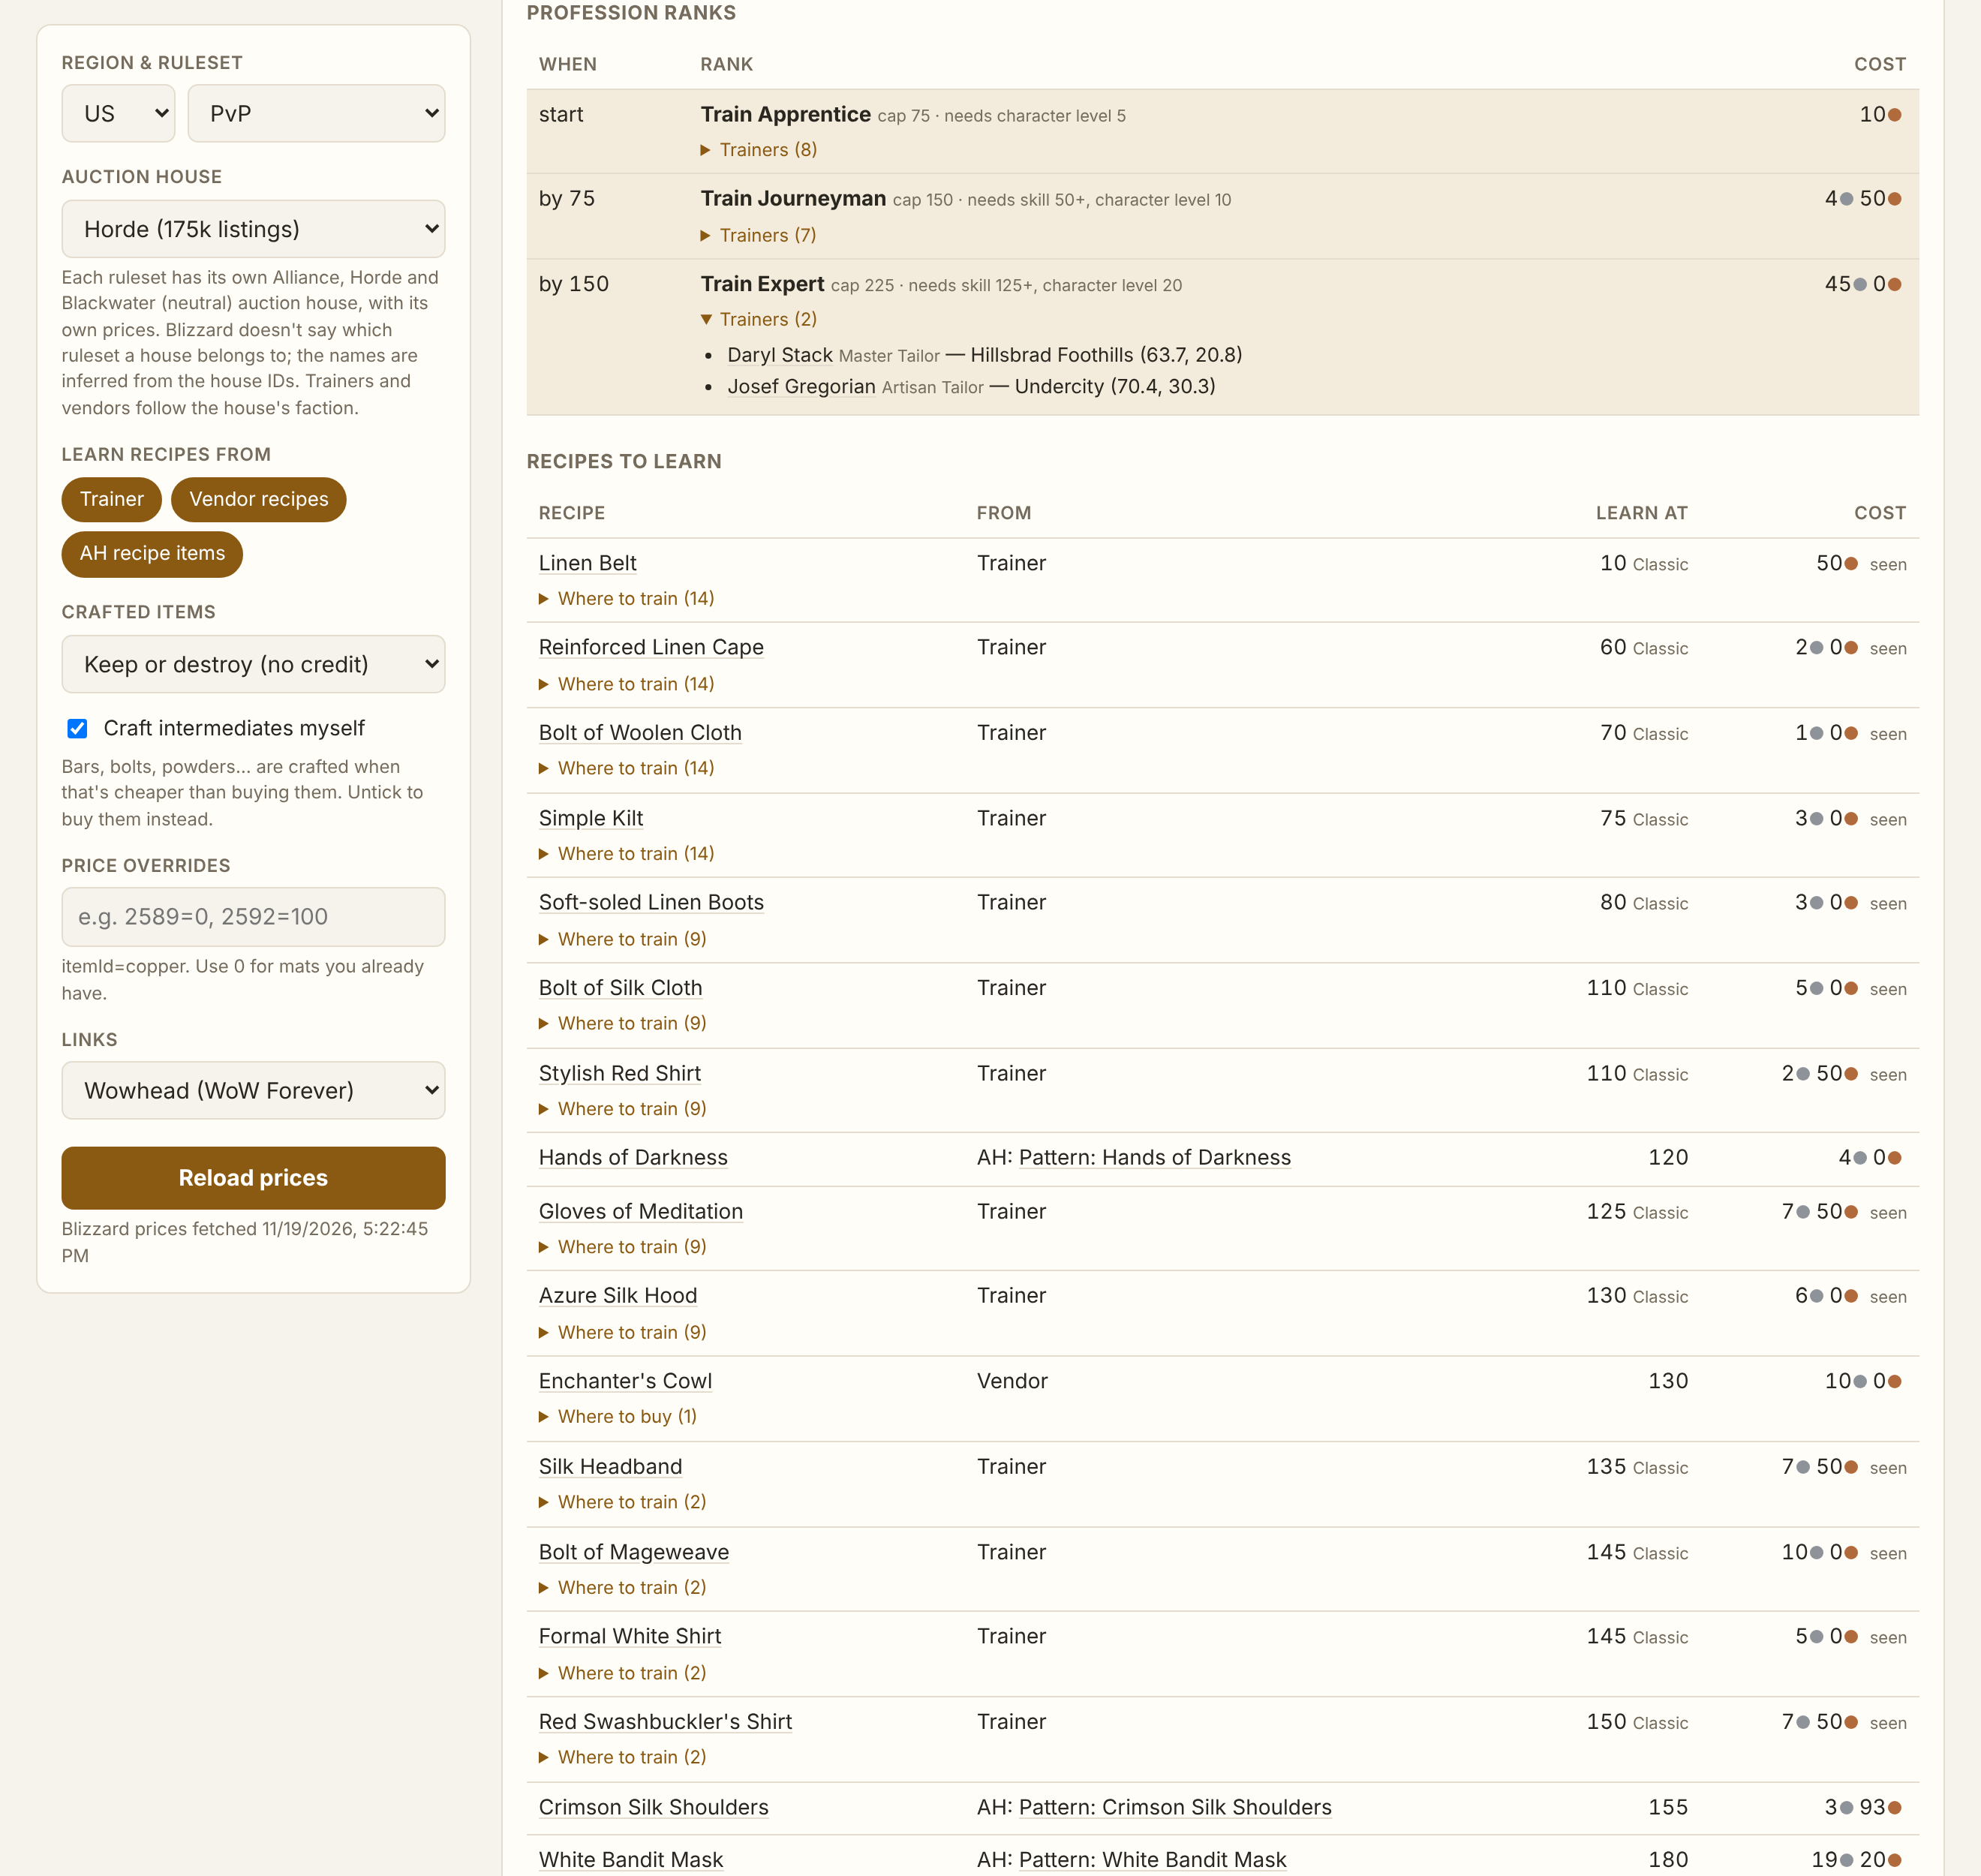 REGION & RULESET
US
PvP
AUCTION HOUSE
Horde (175k listings)
Each ruleset has its own Alliance, Horde and
Blackwater (neutral) auction house, with its
own prices. Blizzard doesn't say which
ruleset a house belongs to; the names are
inferred from the house IDs. Trainers and
vendors follow the house's faction.
LEARN RECIPES FROM
Trainer
Vendor recipes
AH recipe items
CRAFTED ITEMS
Keep or destroy (no credit)
Craft intermediates myself
Bars, bolts, powders... are crafted when
that's cheaper than buying them. Untick to
buy them instead.
PRICE OVERRIDES
e.g. 2589=0, 2592=100
itemId=copper. Use 0 for mats you already
have.
LINKS
Wowhead (WoW Forever)
Reload prices
Blizzard prices fetched 11/19/2026, 5:22:45
PM
PROFESSION RANKS
WHEN RANK COST
start Train Apprentice cap 75 · needs character level 5 10
Trainers (8)
by 75 Train Journeyman cap 150 · needs skill 50+, character level 10 4 50
Trainers (7)
by 150 Train Expert cap 225 · needs skill 125+, character level 20 45 0
Trainers (2)
• Daryl Stack Master Tailor — Hillsbrad Foothills (63.7, 20.8)
• Josef Gregorian Artisan Tailor — Undercity (70.4, 30.3)
RECIPES TO LEARN
RECIPE FROM LEARN AT COST
Linen Belt Trainer 10 Classic 50 seen
Where to train (14)
Reinforced Linen Cape Trainer 60 Classic 2 0 seen
Where to train (14)
Bolt of Woolen Cloth Trainer 70 Classic 1 0 seen
Where to train (14)
Simple Kilt Trainer 75 Classic 3 0 seen
Where to train (14)
Soft-soled Linen Boots Trainer 80 Classic 3 0 seen
Where to train (9)
Bolt of Silk Cloth Trainer 110 Classic 5 0 seen
Where to train (9)
Stylish Red Shirt Trainer 110 Classic 2 50 seen
Where to train (9)
Hands of Darkness AH: Pattern: Hands of Darkness 120 4 0
Gloves of Meditation Trainer 125 Classic 7 50 seen
Where to train (9)
Azure Silk Hood Trainer 130 Classic 6 0 seen
Where to train (9)
Enchanter's Cowl Vendor 130 10 0
Where to buy (1)
Silk Headband Trainer 135 Classic 7 50 seen
Where to train (2)
Bolt of Mageweave Trainer 145 Classic 10 0 seen
Where to train (2)
Formal White Shirt Trainer 145 Classic 5 0 seen
Where to train (2)
Red Swashbuckler's Shirt Trainer 150 Classic 7 50 seen
Where to train (2)
Crimson Silk Shoulders AH: Pattern: Crimson Silk Shoulders 155 3 93
White Bandit Mask AH: Pattern: White Bandit Mask 180 19 20